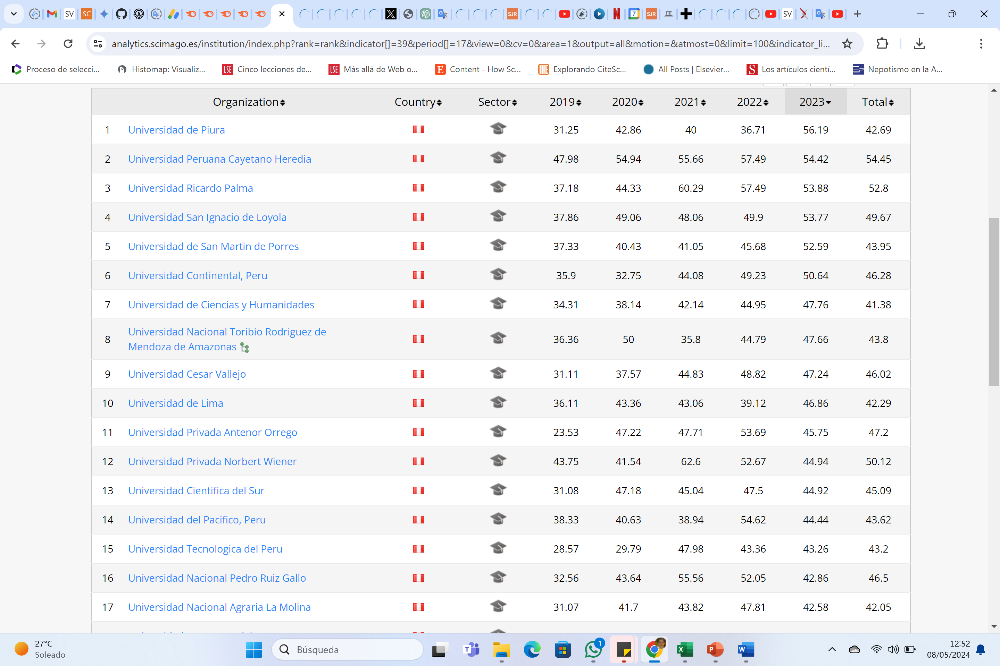 SV SC SJR 7 SJR SV
analytics.scimago.es/institution/index.php?rank=rank&indicator[]=39&period[]=17&view=0&cv=0&area=1&output=all&motion=&atmost=0&limit=100&indicator_li...
Proceso de selecci... Histomap: Visualiz... LSE Cinco lecciones de... LSE Más allá de Web o... E Content - How Sc... THE Explorando CiteSc... All Posts | Elsevier... S Los artículos cientí... Nepotismo en la A...
Organization Country Sector 2019 2020 2021 2022 2023 Total
1 Universidad de Piura 31.25 42.86 40 36.71 56.19 42.69
2 Universidad Peruana Cayetano Heredia 47.98 54.94 55.66 57.49 54.42 54.45
3 Universidad Ricardo Palma 37.18 44.33 60.29 57.49 53.88 52.8
4 Universidad San Ignacio de Loyola 37.86 49.06 48.06 49.9 53.77 49.67
5 Universidad de San Martin de Porres 37.33 40.43 41.05 45.68 52.59 43.95
6 Universidad Continental, Peru 35.9 32.75 44.08 49.23 50.64 46.28
7 Universidad de Ciencias y Humanidades 34.31 38.14 42.14 44.95 47.76 41.38
Universidad Nacional Toribio Rodriguez de
8 Mendoza de Amazonas 36.36 50 35.8 44.79 47.66 43.8
9 Universidad Cesar Vallejo 31.11 37.57 44.83 48.82 47.24 46.02
10 Universidad de Lima 36.11 43.36 43.06 39.12 46.86 42.29
11 Universidad Privada Antenor Orrego 23.53 47.22 47.71 53.69 45.75 47.2
12 Universidad Privada Norbert Wiener 43.75 41.54 62.6 52.67 44.94 50.12
13 Universidad Cientifica del Sur 31.08 47.18 45.04 47.5 44.92 45.09
14 Universidad del Pacifico, Peru 38.33 40.63 38.94 54.62 44.44 43.62
15 Universidad Tecnologica del Peru 28.57 29.79 47.98 43.36 43.26 43.2
16 Universidad Nacional Pedro Ruiz Gallo 32.56 43.64 55.56 52.05 42.86 46.5
17 Universidad Nacional Agraria La Molina 31.07 41.7 43.82 47.81 42.58 42.05
27°C
Soleado
Búsqueda
1
12:52
08/05/2024